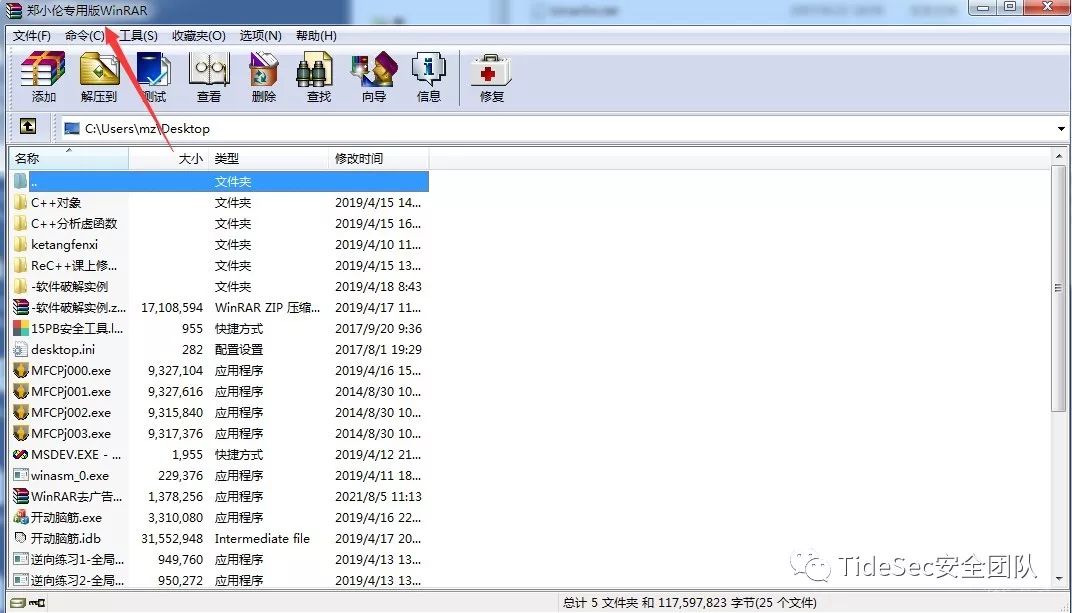 郑小伦专用版WinRAR
文件(F) 命令(C) 工具(S) 收藏夹(O) 选项(N) 帮助(H)
添加 解压到 测试 查看 删除 查找 向导 信息 修复
C:\Users\mz\Desktop
名称 大小 类型 修改时间
.. 文件夹
C++对象 文件夹 2019/4/15 14...
C++分析虚函数 文件夹 2019/4/15 16...
ketangfenxi 文件夹 2019/4/10 11...
ReC++课上修... 文件夹 2019/4/15 13...
-软件破解实例 文件夹 2019/4/18 8:43
-软件破解实例.z... 17,108,594 WinRAR ZIP 压缩... 2019/4/17 11...
15PB安全工具.l... 955 快捷方式 2017/9/20 9:36
desktop.ini 282 配置设置 2017/8/1 19:29
MFCPj000.exe 9,327,104 应用程序 2019/4/16 15...
MFCPj001.exe 9,327,616 应用程序 2014/8/30 10...
MFCPj002.exe 9,315,840 应用程序 2014/8/30 10...
MFCPj003.exe 9,317,376 应用程序 2014/8/30 10...
MSDEV.EXE - ... 1,955 快捷方式 2019/4/12 21...
winasm_0.exe 229,376 应用程序 2019/4/11 18...
WinRAR去广告... 1,378,256 应用程序 2021/8/5 11:13
开动脑筋.exe 3,310,080 应用程序 2019/4/16 22...
开动脑筋.idb 31,552,948 Intermediate file 2019/4/17 20...
逆向练习1-全局... 949,760 应用程序 2019/4/13 13...
逆向练习2-全局... 950,272 应用程序 2019/4/13 13...
TideSec安全团队
总计 5 文件夹 和 117,597,823 字节(25 个文件)